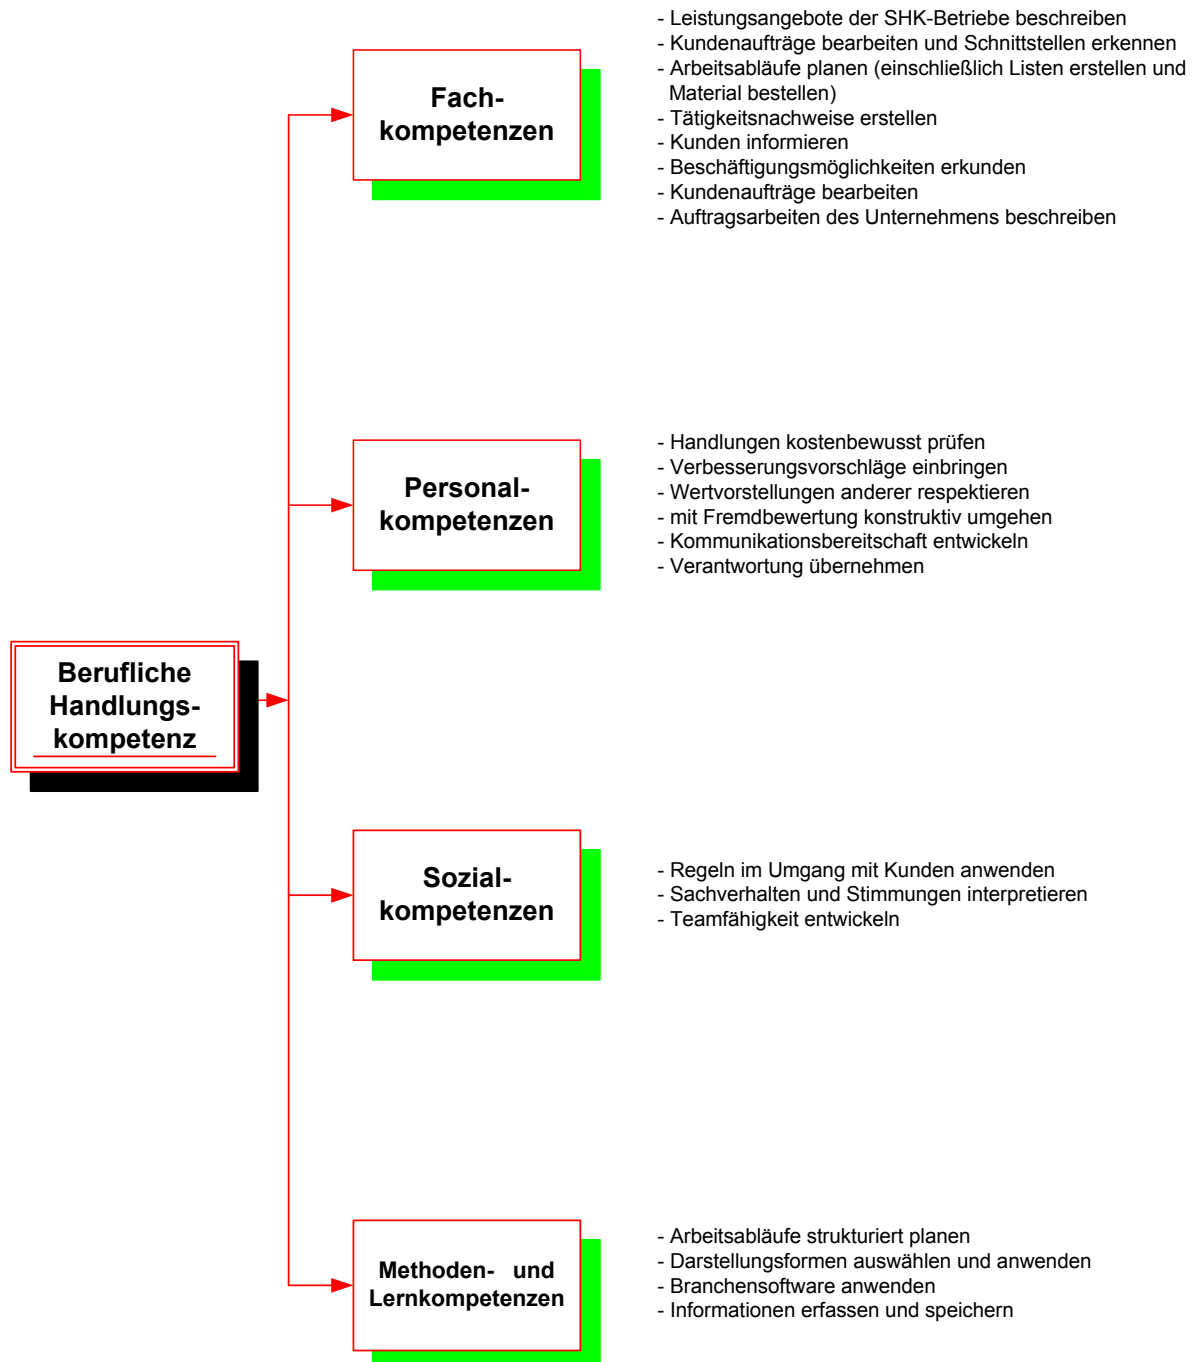 - Leistungsangebote der SHK-Betriebe beschreiben
- Kundenaufträge bearbeiten und Schnittstellen erkennen
- Arbeitsabläufe planen (einschließlich Listen erstellen und
Material bestellen)
- Tätigkeitsnachweise erstellen
- Kunden informieren
- Beschäftigungsmöglichkeiten erkunden
- Kundenaufträge bearbeiten
- Auftragsarbeiten des Unternehmens beschreiben
Fach-
kompetenzen
- Handlungen kostenbewusst prüfen
- Verbesserungsvorschläge einbringen
- Wertvorstellungen anderer respektieren
- mit Fremdbewertung konstruktiv umgehen
- Kommunikationsbereitschaft entwickeln
- Verantwortung übernehmen
Personal-
kompetenzen
Berufliche
Handlungs-
kompetenz
Sozial-
kompetenzen
- Regeln im Umgang mit Kunden anwenden
- Sachverhalten und Stimmungen interpretieren
- Teamfähigkeit entwickeln
Methoden- und
Lernkompetenzen
- Arbeitsabläufe strukturiert planen
- Darstellungsformen auswählen und anwenden
- Branchensoftware anwenden
- Informationen erfassen und speichern